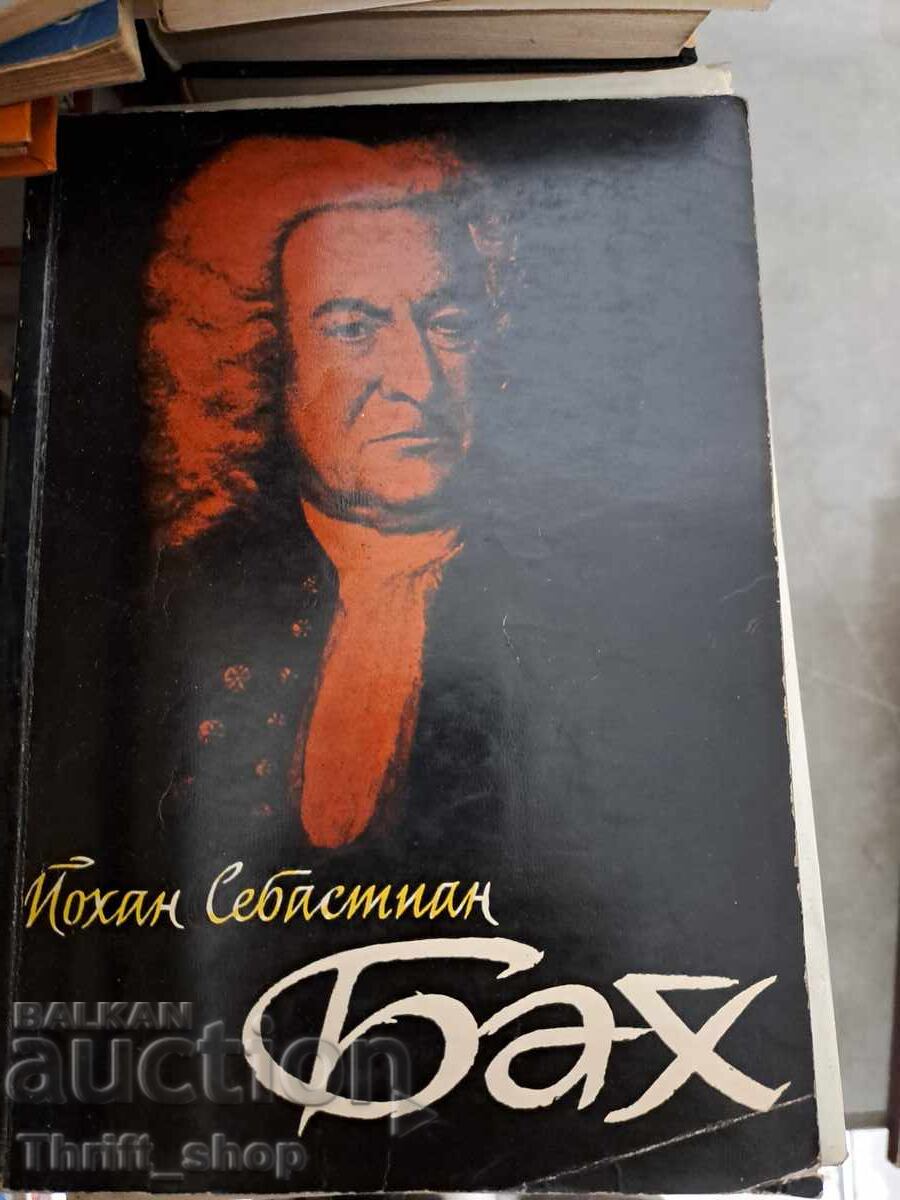 Йохан Себастиан
Бах
BALKAN
auction
Thrift_shop